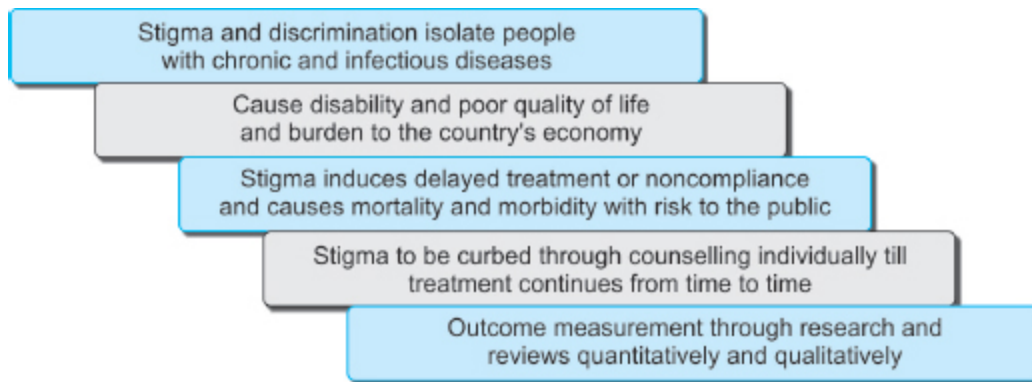 Stigma and discrimination isolate people
with chronic and infectious diseases
Cause disability and poor quality of life
and burden to the country's economy
Stigma induces delayed treatment or noncompliance
and causes mortality and morbidity with risk to the public
Stigma to be curbed through counselling individually till
treatment continues from time to time
Outcome measurement through research and
reviews quantitatively and qualitatively